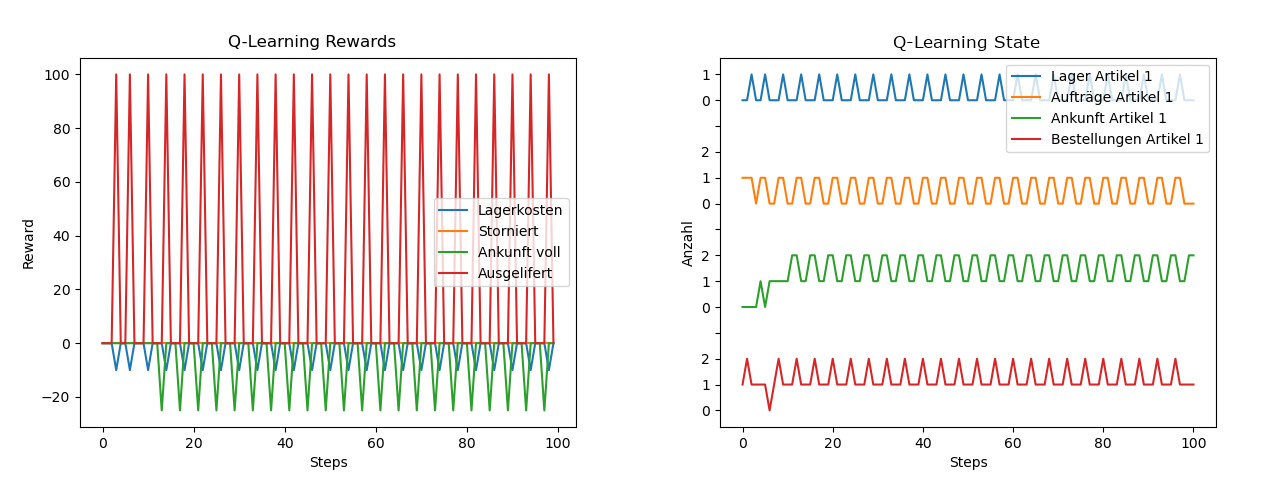 Q-Learning Rewards
100
80
60
40
20
0
−20
Reward
0 20 40 60 80 100
Steps
Lagerkosten
Storniert
Ankunft voll
Ausgelifert
Q-Learning State
1
0
2
1
0
2
1
0
2
1
0
Anzahl
0 20 40 60 80 100
Steps
Lager Artikel 1
Aufträge Artikel 1
Ankunft Artikel 1
Bestellungen Artikel 1